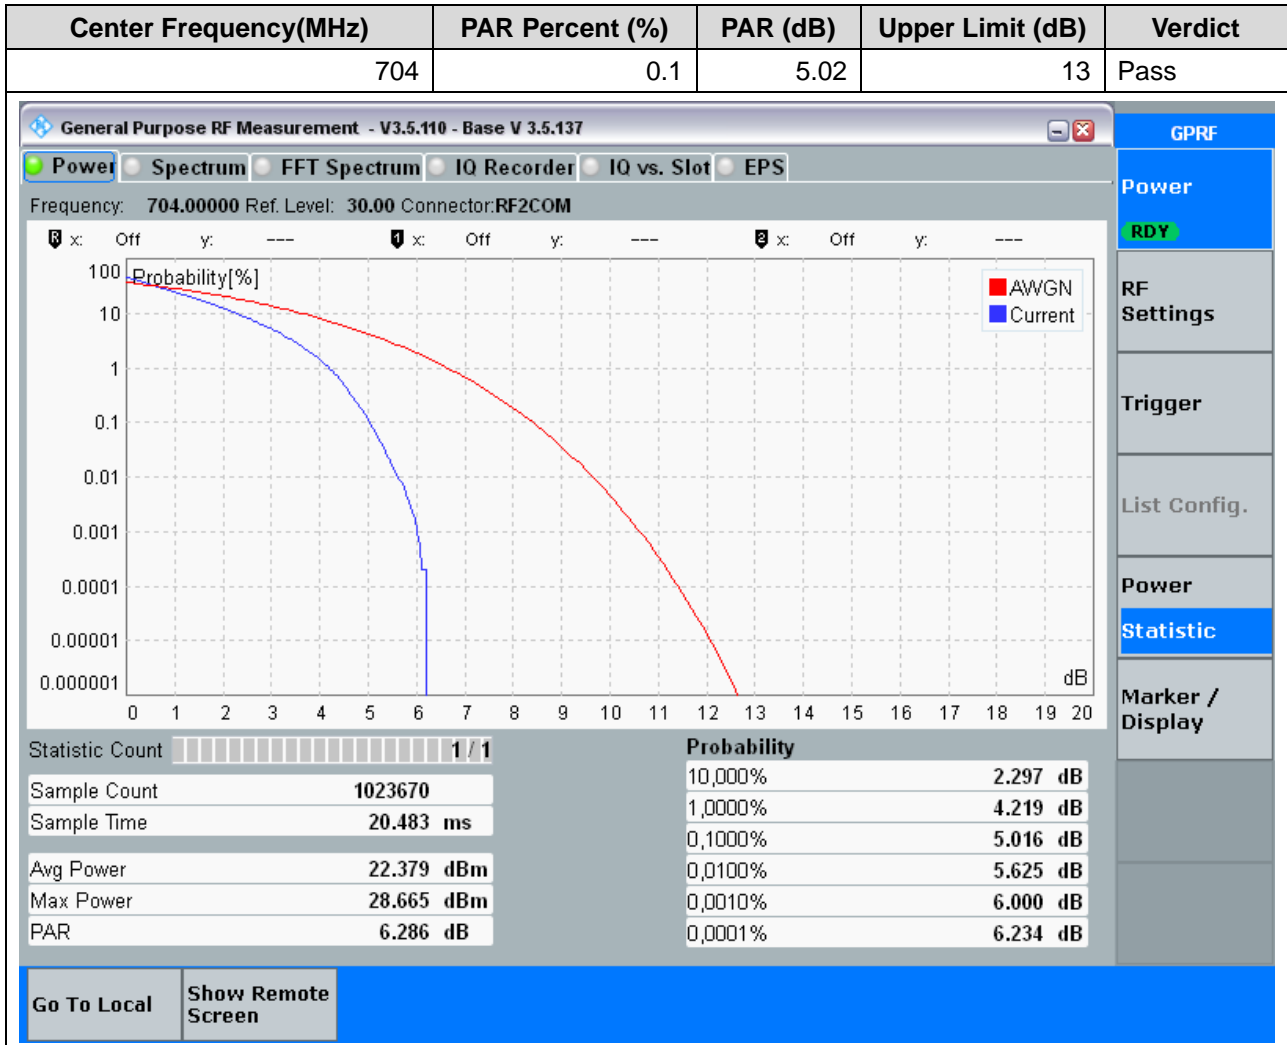 Center Frequency(MHz) PAR Percent (%) PAR (dB) Upper Limit (dB) Verdict
704 0.1 5.02 13 Pass
General Purpose RF Measurement - V3.5.110 - Base V 3.5.137
GPRF
Power Spectrum FFT Spectrum IQ Recorder IQ vs. Slot EPS
Power
RDY
Frequency: 704.00000 Ref. Level: 30.00 Connector:RF2COM
R x: Off y: --- 1 x: Off y: --- 2 x: Off y: ---
Probability[%]
AWGN
Current
100
10
1
0.1
0.01
0.001
0.0001
0.00001
0.000001
dB
0 1 2 3 4 5 6 7 8 9 10 11 12 13 14 15 16 17 18 19 20
RF
Settings
Trigger
List Config.
Power
Statistic
Marker /
Display
Statistic Count 1 / 1
Sample Count 1023670
Sample Time 20.483 ms
Avg Power 22.379 dBm
Max Power 28.665 dBm
PAR 6.286 dB
Probability
10,000% 2.297 dB
1,0000% 4.219 dB
0,1000% 5.016 dB
0,0100% 5.625 dB
0,0010% 6.000 dB
0,0001% 6.234 dB
Go To Local
Show Remote
Screen